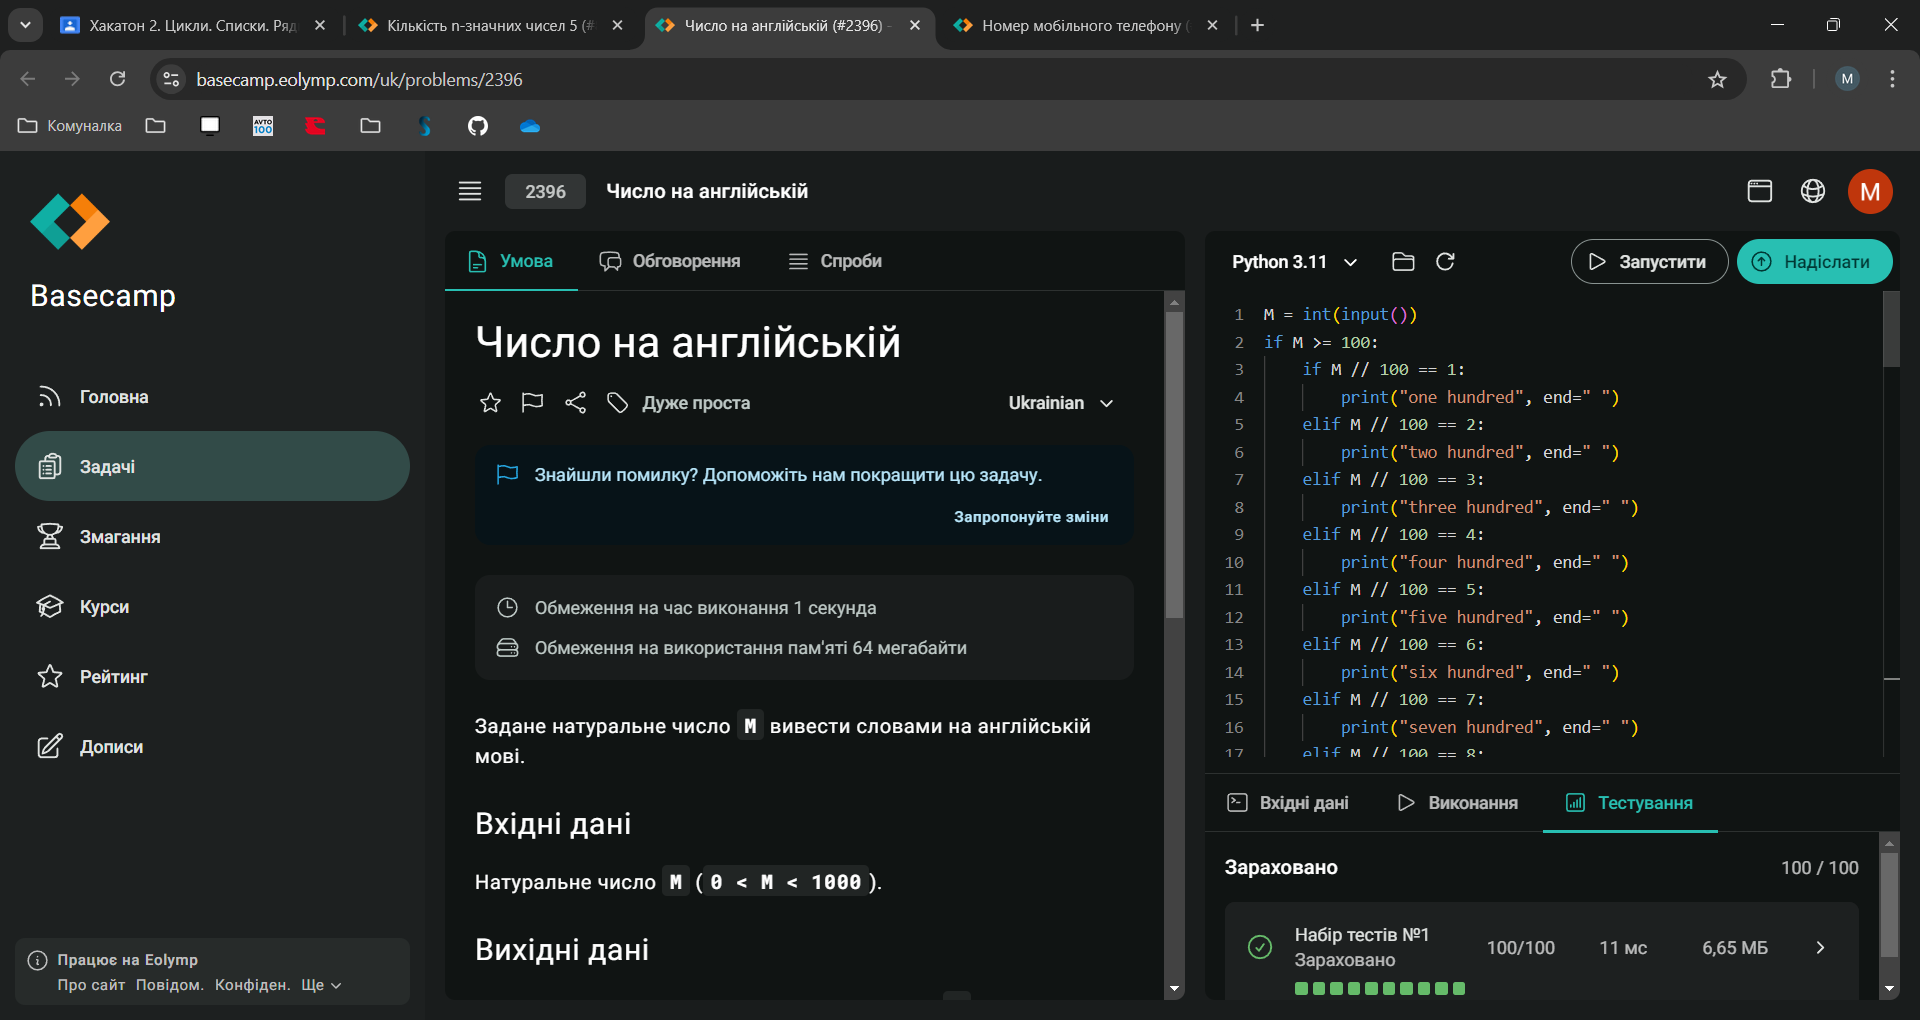 Хакатон 2. Цикли. Списки. Ряд
Кількість n-значних чисел 5 (#
Число на англійській (#2396) -
Номер мобільного телефону (
basecamp.eolymp.com/uk/problems/2396
M
Комуналка
AVTO
100
Basecamp
Головна
Задачі
Змагання
Курси
Рейтинг
Дописи
Працює на Eolymp
Про сайт Повідом. Конфіден. Ще
2396 Число на англійській
M
Умова Обговорення Спроби
Число на англійській
Дуже проста
Ukrainian
Знайшли помилку? Допоможіть нам покращити цю задачу.
Запропонуйте зміни
Обмеження на час виконання 1 секунда
Обмеження на використання пам'яті 64 мегабайти
Задане натуральне число M вивести словами на англійській
мові.
Вхідні дані
Натуральне число M ( 0 < M < 1000 ).
Вихідні дані
Python 3.11
Запустити
Надіслати
1 M = int(input())
2 if M >= 100:
3 if M // 100 == 1:
4 print("one hundred", end=" ")
5 elif M // 100 == 2:
6 print("two hundred", end=" ")
7 elif M // 100 == 3:
8 print("three hundred", end=" ")
9 elif M // 100 == 4:
10 print("four hundred", end=" ")
11 elif M // 100 == 5:
12 print("five hundred", end=" ")
13 elif M // 100 == 6:
14 print("six hundred", end=" ")
15 elif M // 100 == 7:
16 print("seven hundred", end=" ")
17 elif M // 100 == 8:
Вхідні дані Виконання Тестування
Зараховано 100 / 100
Набір тестів №1
Зараховано
100/100 11 мс 6,65 МБ